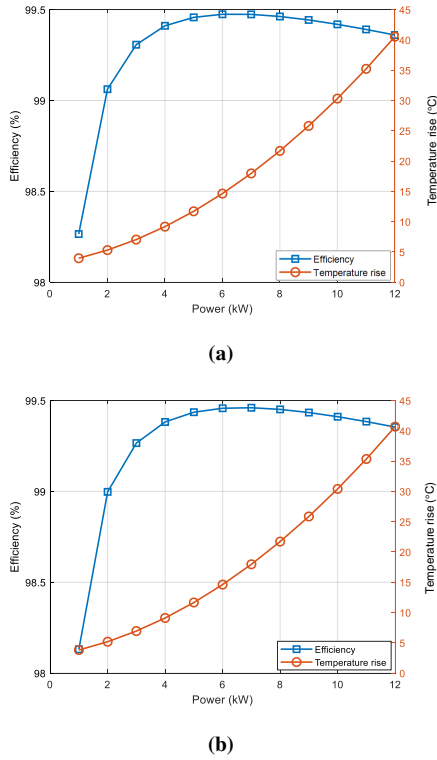 99.5
99
98.5
98
Efficiency (%)
45
40
35
30
25
20
15
10
5
0
Temperature rise (°C)
Efficiency
Temperature rise
0 2 4 6 8 10 12
Power (kW)
(a)
99.5
99
98.5
98
Efficiency (%)
45
40
35
30
25
20
15
10
5
0
Temperature rise (°C)
Efficiency
Temperature rise
0 2 4 6 8 10 12
Power (kW)
(b)